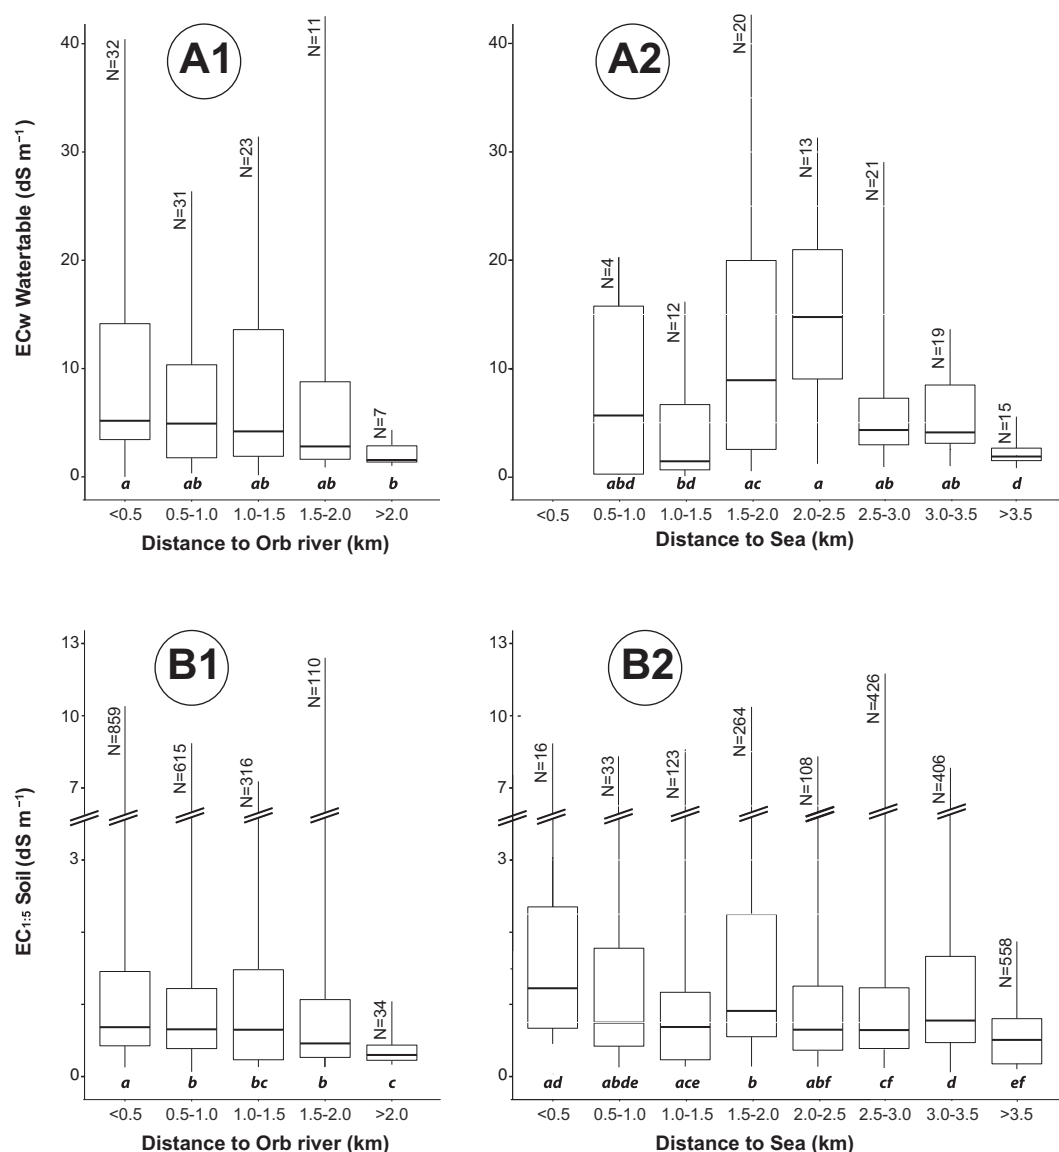 A1
ECw Watertable (dS m⁻¹)
40
30
20
10
0
N=32
N=31
N=23
N=11
N=7
a
ab
ab
ab
b
<0.5
0.5-1.0
1.0-1.5
1.5-2.0
>2.0
Distance to Orb river (km)
A2
40
30
20
10
0
N=4
N=12
N=20
N=13
N=21
N=19
N=15
abd
bd
ac
a
ab
ab
d
<0.5
0.5-1.0
1.0-1.5
1.5-2.0
2.0-2.5
2.5-3.0
3.0-3.5
>3.5
Distance to Sea (km)
B1
EC1:5 Soil (dS m⁻¹)
13
10
7
3
0
N=859
N=615
N=316
N=110
N=34
a
b
bc
b
c
<0.5
0.5-1.0
1.0-1.5
1.5-2.0
>2.0
Distance to Orb river (km)
B2
13
10
7
3
0
N=16
N=33
N=123
N=264
N=108
N=426
N=406
N=558
ad
abde
ace
b
abf
cf
d
ef
<0.5
0.5-1.0
1.0-1.5
1.5-2.0
2.0-2.5
2.5-3.0
3.0-3.5
>3.5
Distance to Sea (km)